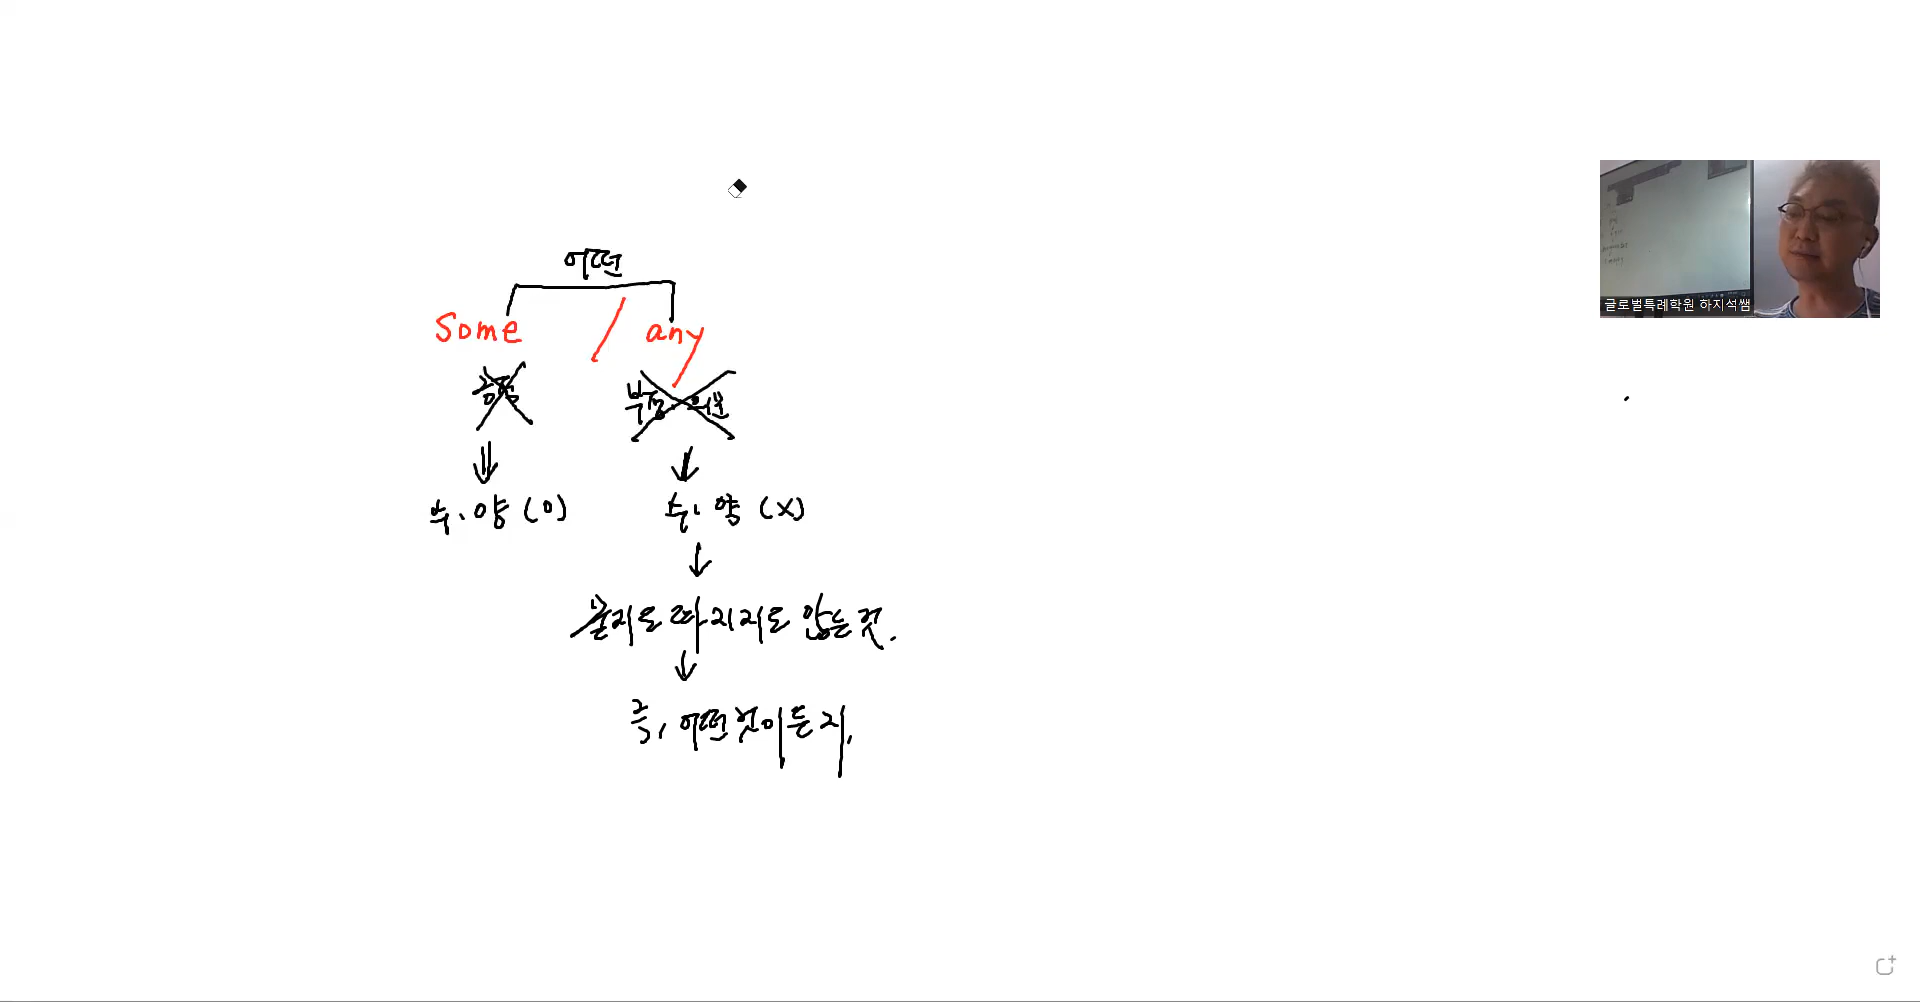 어떤
some / any
긍정 부정, 의문
수, 양 (O) 수, 양 (X)
묻지도 따지지도 않는 것.
즉, 어떤 것이든지,
글로벌특례학원 하지석쌤